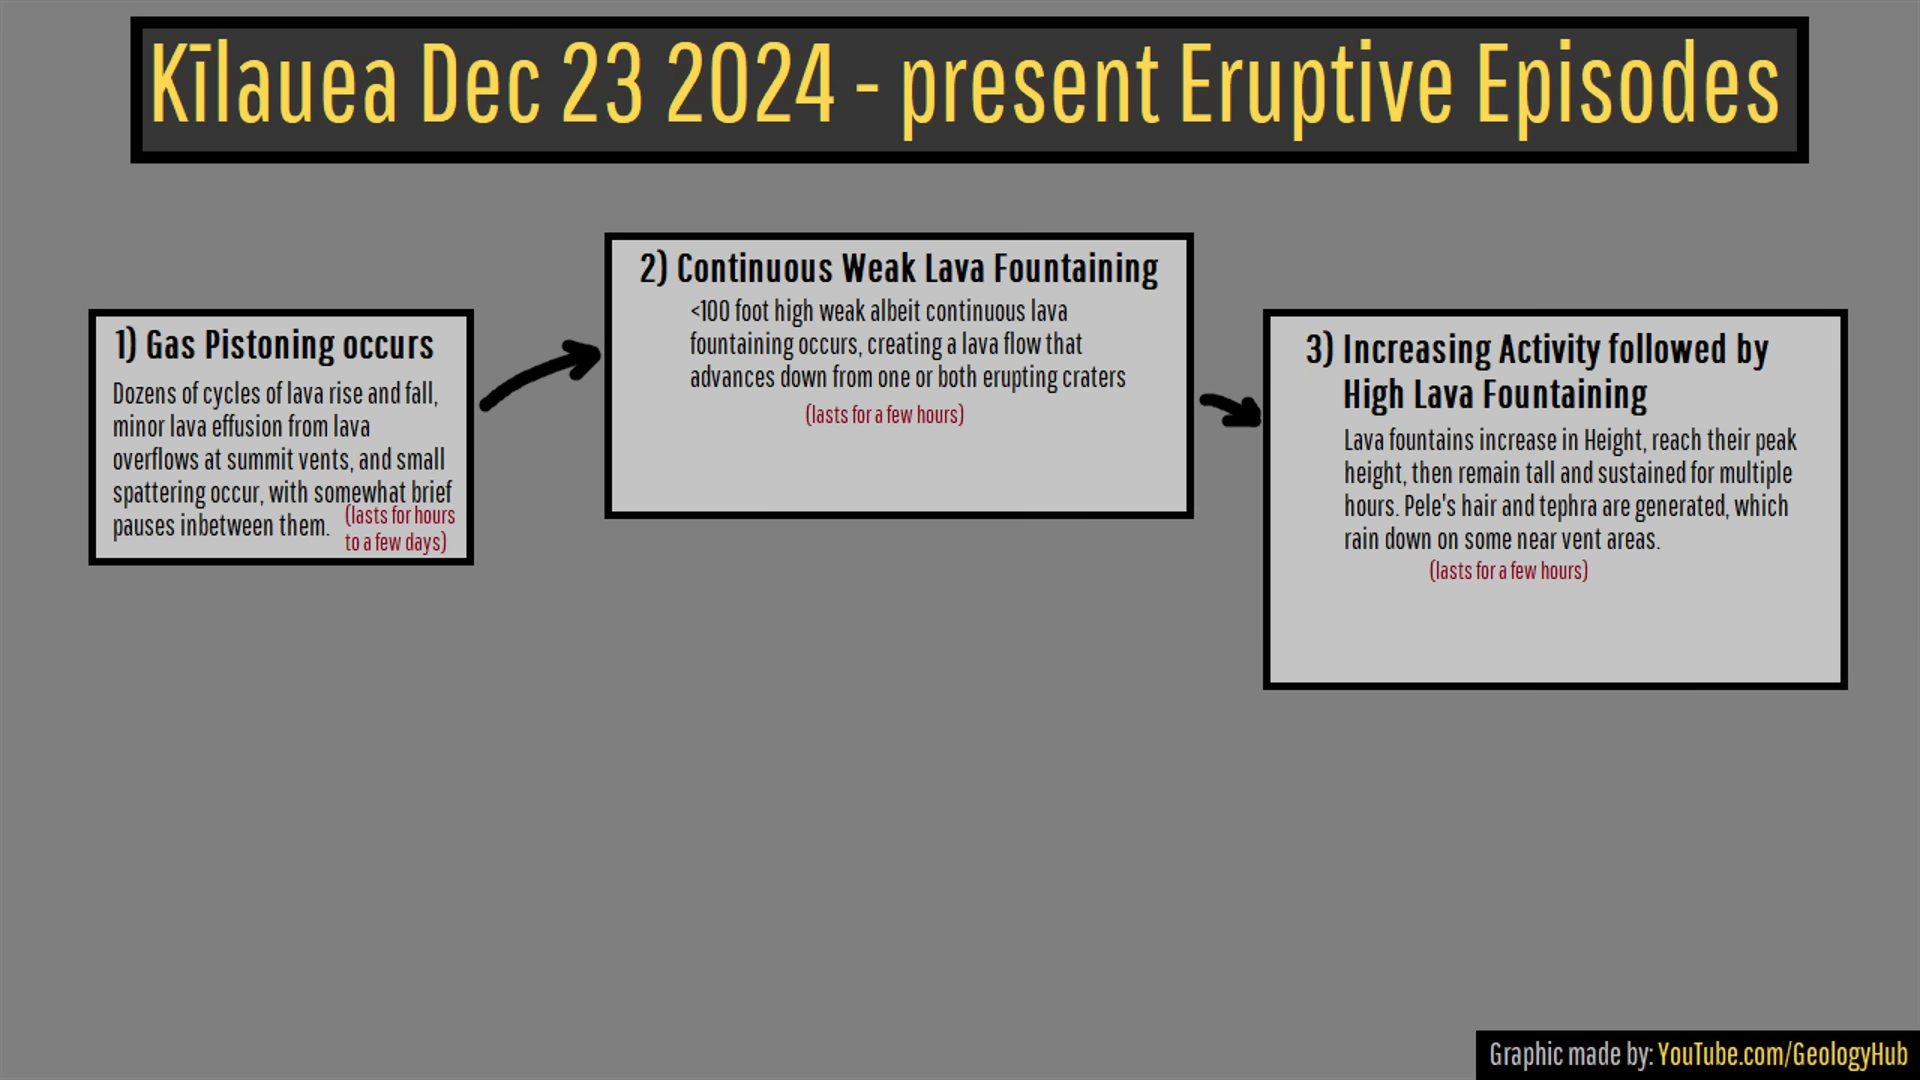 Kīlauea Dec 23 2024 - present Eruptive Episodes
1) Gas Pistoning occurs
Dozens of cycles of lava rise and fall,
minor lava effusion from lava
overflows at summit vents, and small
spattering occur, with somewhat brief
pauses inbetween them.
(lasts for hours
to a few days)
2) Continuous Weak Lava Fountaining
<100 foot high weak albeit continuous lava
fountaining occurs, creating a lava flow that
advances down from one or both erupting craters
(lasts for a few hours)
3) Increasing Activity followed by
High Lava Fountaining
Lava fountains increase in Height, reach their peak
height, then remain tall and sustained for multiple
hours. Pele's hair and tephra are generated, which
rain down on some near vent areas.
(lasts for a few hours)
Graphic made by: YouTube.com/GeologyHub